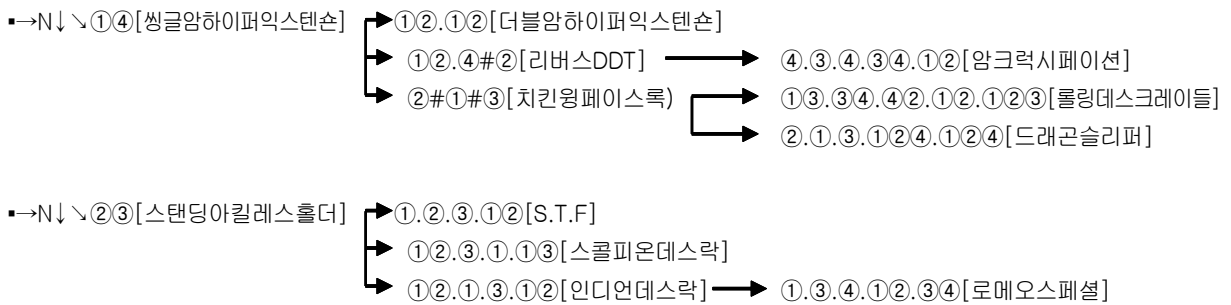 ▪→N↓↘①④[씽글암하이퍼익스텐숀] ①②.①②[더블암하이퍼익스텐숀]
①②.④#②[리버스DDT] ④.③.④.③④.①②[암크럭시페이션]
②#①#③[치킨윙페이스록) ①③.③④.④②.①②.①②③[롤링데스크레이들]
②.①.③.①②④.①②④[드래곤슬리퍼]
▪→N↓↘②③[스탠딩아킬레스홀더] ①.②.③.①②[S.T.F]
①②.③.①.①③[스콜피온데스락]
①②.①.③.①②[인디언데스락] ①.③.④.①②.③④[로메오스페셜]